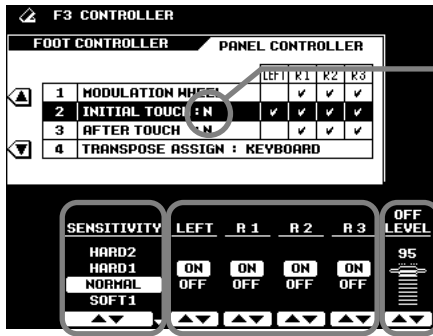 F3 CONTROLLER
FOOT CONTROLLER PANEL CONTROLLER
LEFT R1 R2 R3
1 MODULATION WHEEL ✓ ✓ ✓
2 INITIAL TOUCH : N ✓ ✓ ✓ ✓
3 AFTER TOUCH : N ✓ ✓ ✓
4 TRANSPOSE ASSIGN : KEYBOARD
SENSITIVITY LEFT R 1 R 2 R 3 OFF LEVEL
HARD2
HARD1
NORMAL
SOFT1
ON ON ON ON
OFF OFF OFF OFF
95